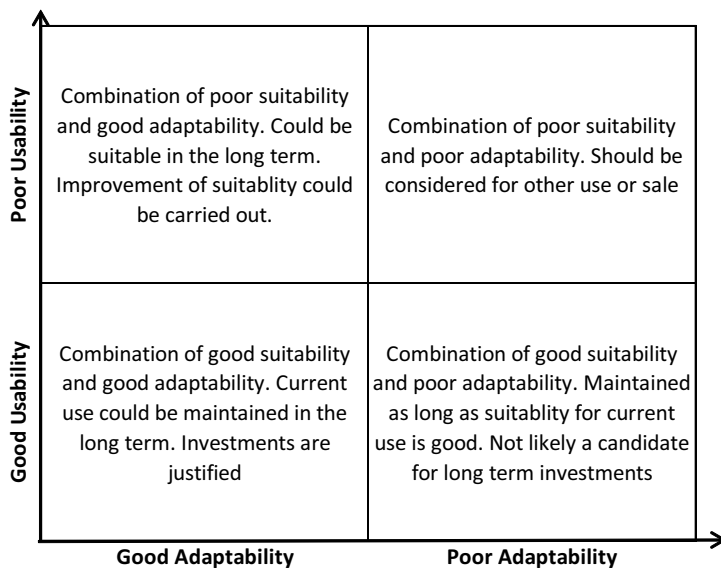 Poor Usability
Combination of poor suitability
and good adaptability. Could be
suitable in the long term.
Improvement of suitablity could
be carried out.
Combination of poor suitability
and poor adaptability. Should be
considered for other use or sale
Good Usability
Combination of good suitability
and good adaptability. Current
use could be maintained in the
long term. Investments are
justified
Combination of good suitability
and poor adaptability. Maintained
as long as suitablity for current
use is good. Not likely a candidate
for long term investments
Good Adaptability
Poor Adaptability